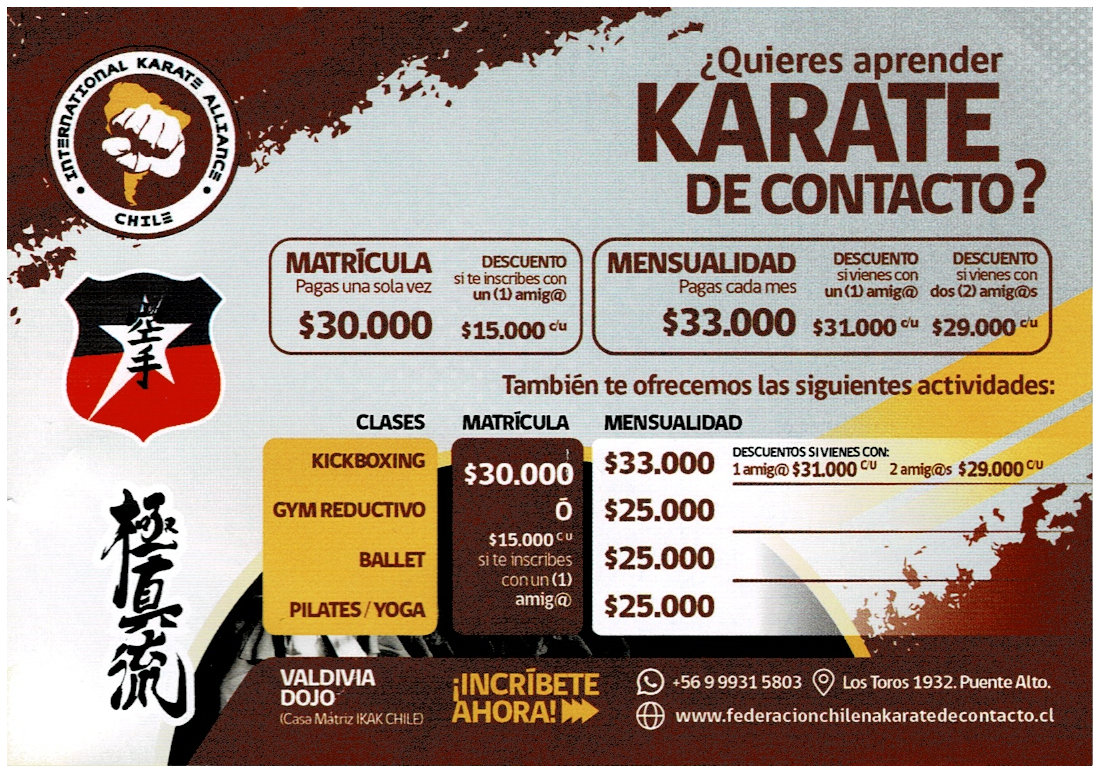 INTERNATIONAL KARATE ALLIANCE
CHILE
¿Quieres aprender
KARATE
DE CONTACTO?
MATRÍCULA
Pagas una sola vez
$30.000
DESCUENTO
si te inscribes con
un (1) amig@
$15.000 c/u
MENSUALIDAD
Pagas cada mes
$33.000
DESCUENTO
si vienes con
un (1) amig@
$31.000 c/u
DESCUENTO
si vienes con
dos (2) amig@s
$29.000 c/u
空手
También te ofrecemos las siguientes actividades:
CLASES
MATRÍCULA
MENSUALIDAD
KICKBOXING
GYM REDUCTIVO
BALLET
PILATES / YOGA
$30.000
Ó
$15.000 C U
si te inscribes
con un (1)
amig@
$33.000
DESCUENTOS SI VIENES CON:
1 amig@ $31.000 C/U 2 amig@s $29.000 C/U
$25.000
$25.000
$25.000
極真流
VALDIVIA
DOJO
(Casa Mátriz IKAK CHILE)
¡INCRÍBETE
AHORA!
+56 9 9931 5803
Los Toros 1932. Puente Alto.
www.federacionchilenakaratedecontacto.cl